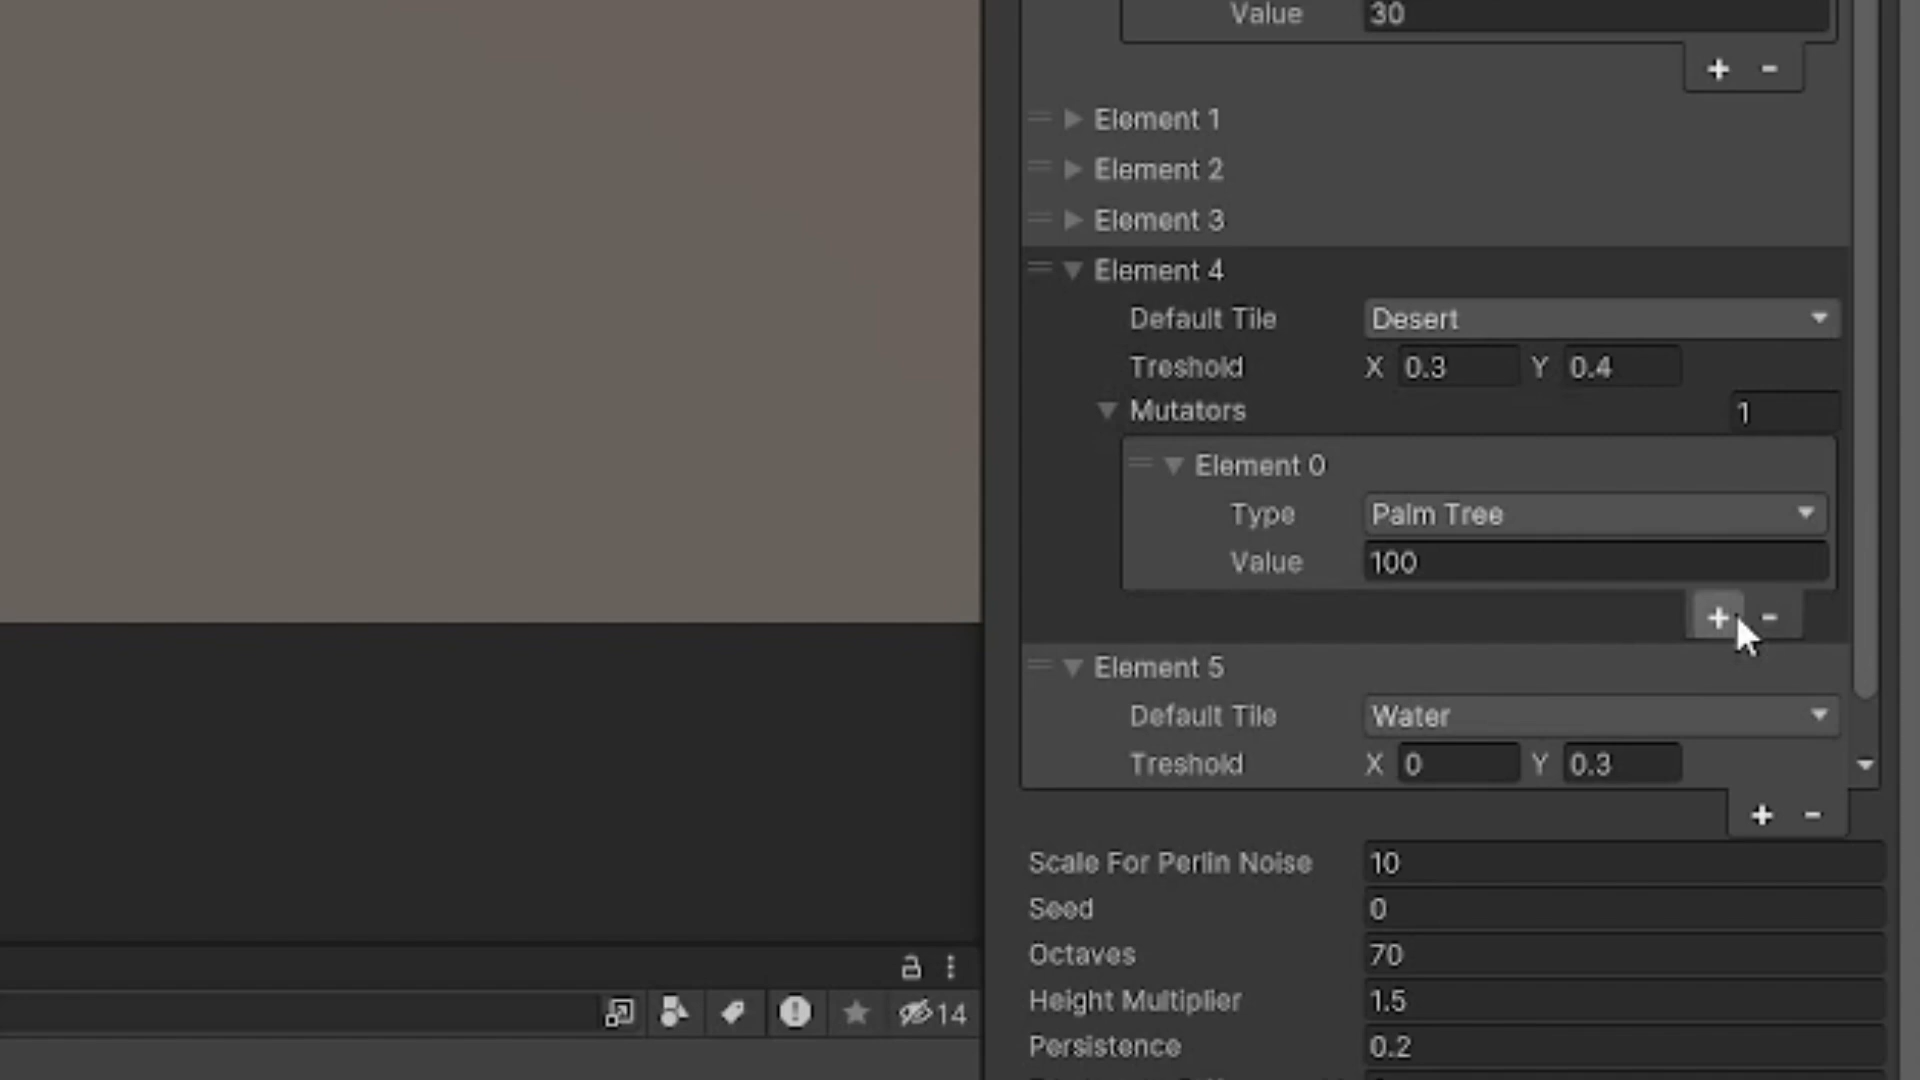 Value 30
+ -
Element 1
Element 2
Element 3
Element 4
Default Tile Desert
Treshold X 0.3 Y 0.4
Mutators 1
Element 0
Type Palm Tree
Value 100
+ -
Element 5
Default Tile Water
Treshold X 0 Y 0.3
+ -
Scale For Perlin Noise 10
Seed 0
Octaves 70
Height Multiplier 1.5
14
Persistence 0.2